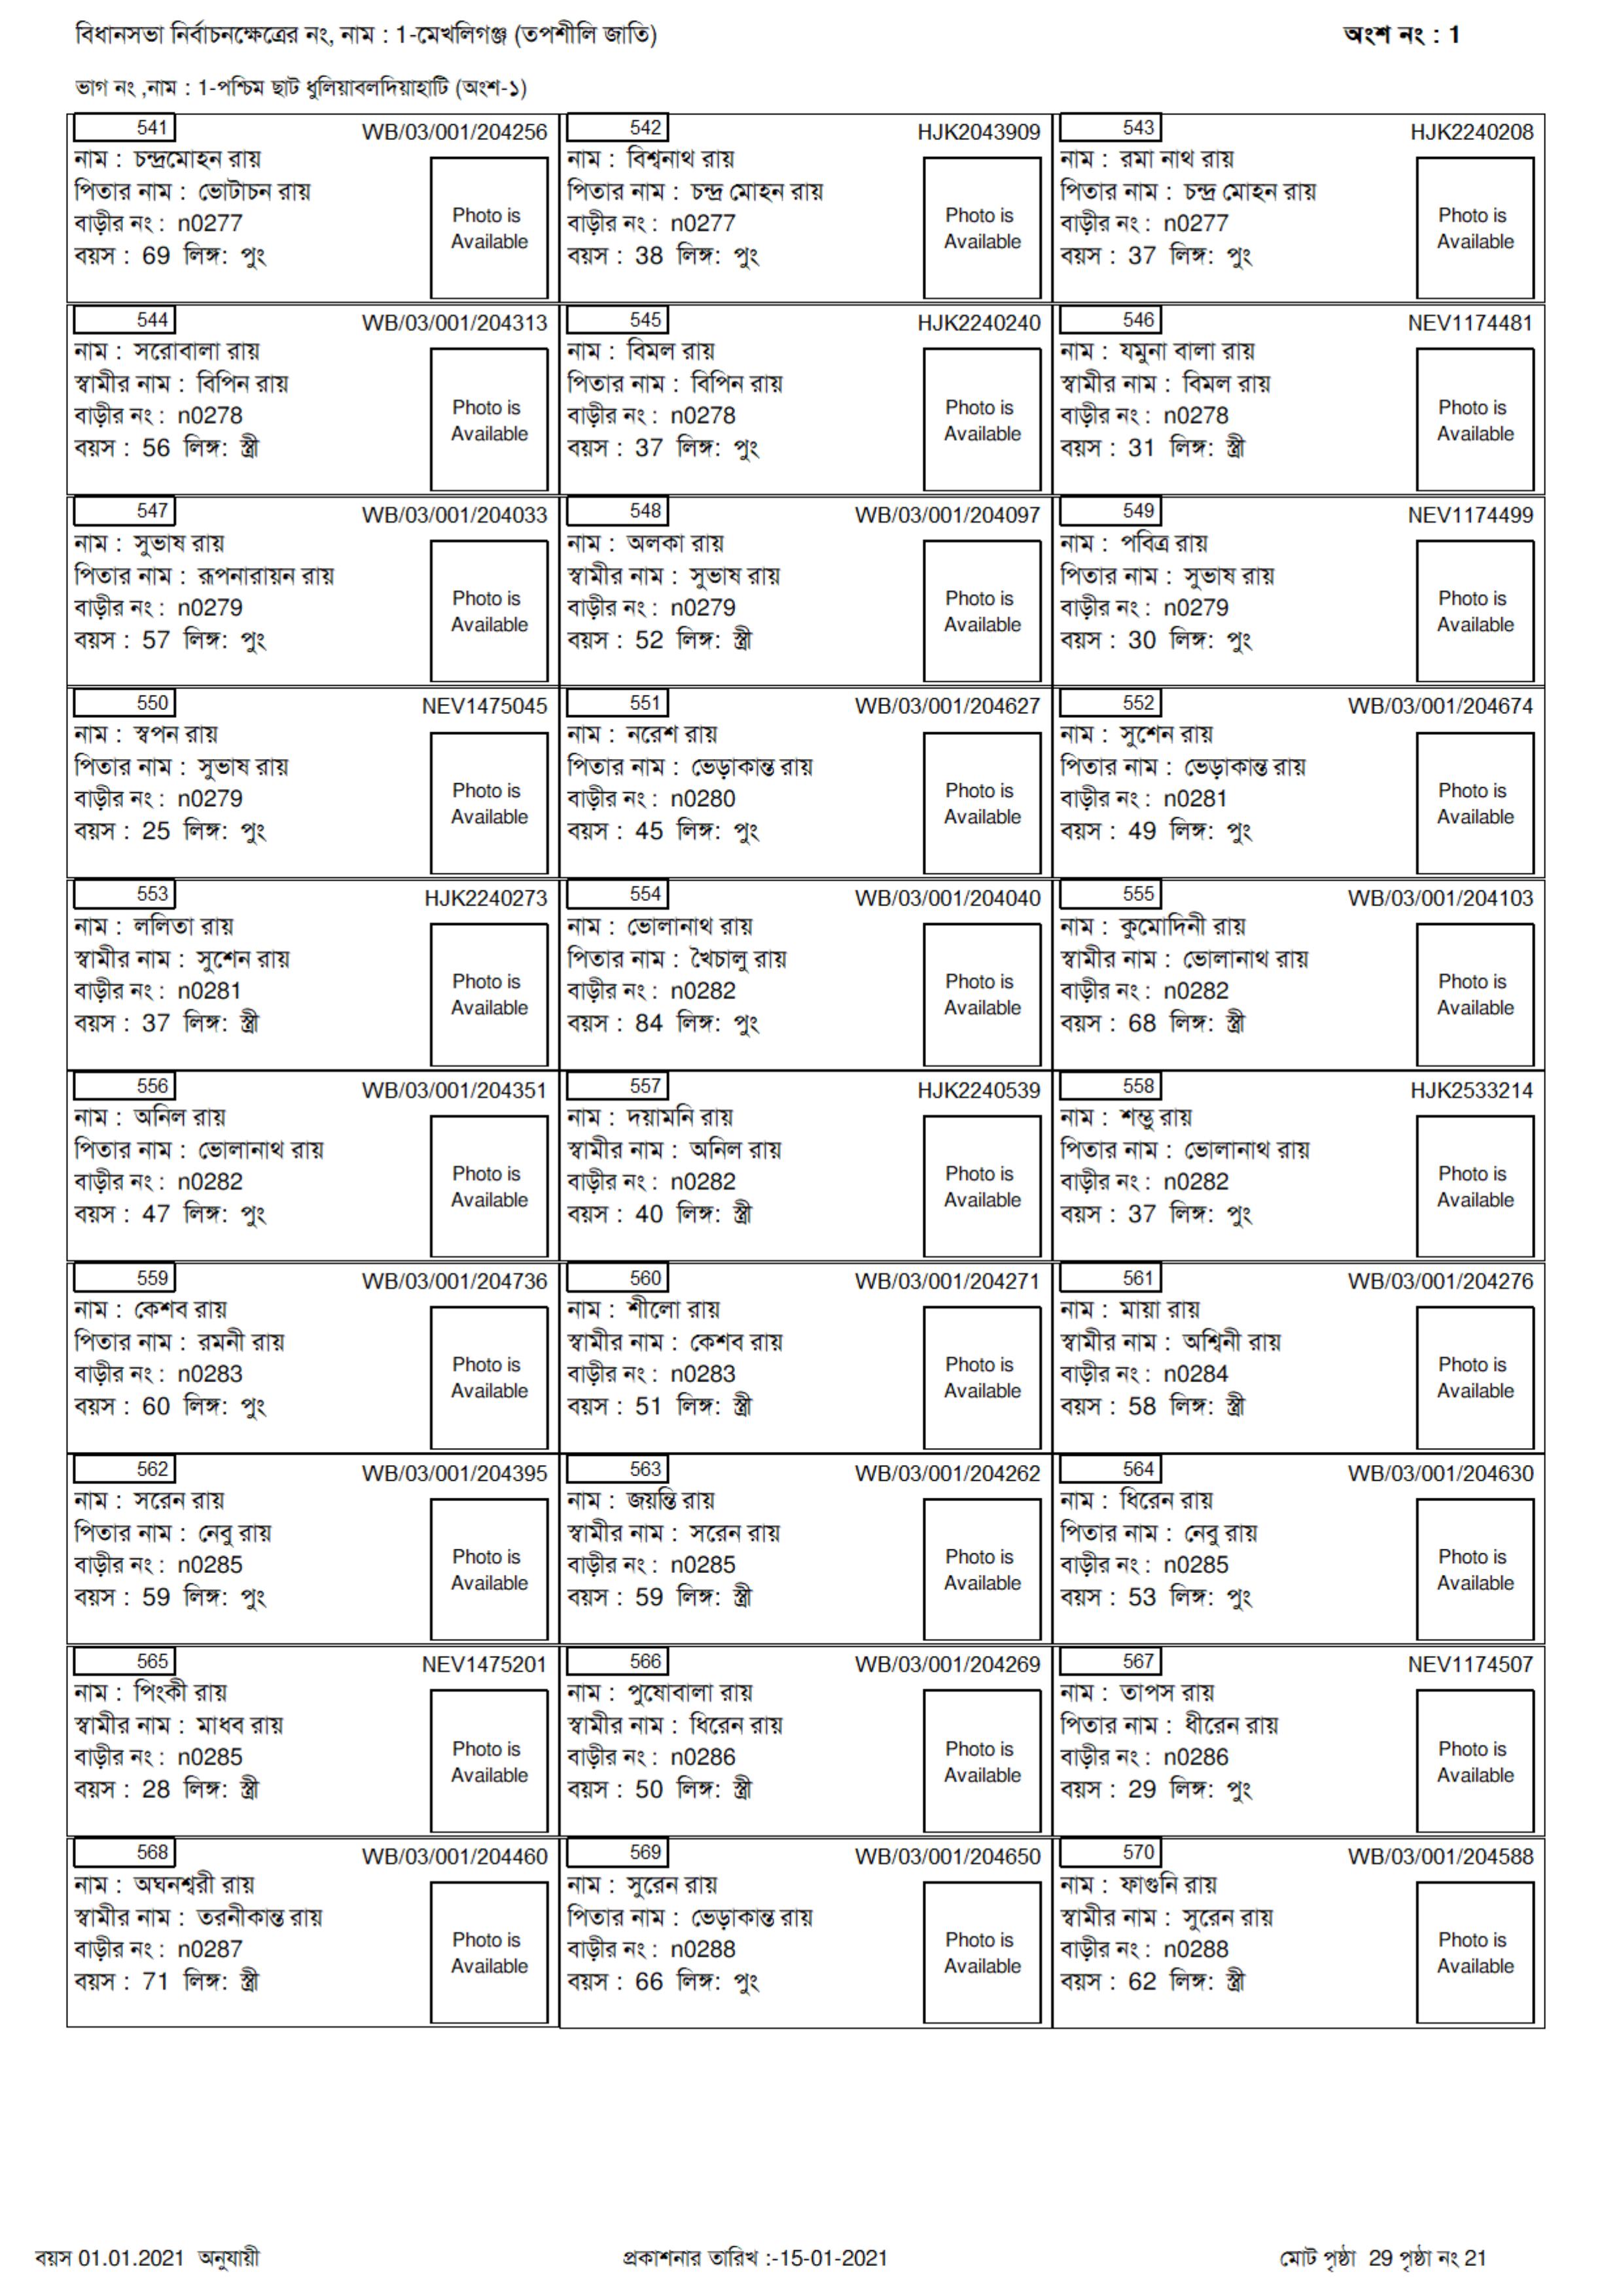 বিধানসভা নির্বাচনক্ষেত্রের নং, নাম : 1-মেখলিগঞ্জ (তপশীলি জাতি)
অংশ নং : 1
ভাগ নং ,নাম : 1-পশ্চিম ছাট ধুলিয়াবলদিয়াহাটি (অংশ-১)
541 WB/03/001/204256
নাম : চন্দ্রমোহন রায়
পিতার নাম : ভোটাচন রায়
বাড়ীর নং : n0277
বয়স : 69 লিঙ্গ: পুং
Photo is
Available
542 HJK2043909
নাম : বিশ্বনাথ রায়
পিতার নাম : চন্দ্র মোহন রায়
বাড়ীর নং : n0277
বয়স : 38 লিঙ্গ: পুং
Photo is
Available
543 HJK2240208
নাম : রমা নাথ রায়
পিতার নাম : চন্দ্র মোহন রায়
বাড়ীর নং : n0277
বয়স : 37 লিঙ্গ: পুং
Photo is
Available
544 WB/03/001/204313
নাম : সরোবালা রায়
স্বামীর নাম : বিপিন রায়
বাড়ীর নং : n0278
বয়স : 56 লিঙ্গ: স্ত্রী
Photo is
Available
545 HJK2240240
নাম : বিমল রায়
পিতার নাম : বিপিন রায়
বাড়ীর নং : n0278
বয়স : 37 লিঙ্গ: পুং
Photo is
Available
546 NEV1174481
নাম : যমুনা বালা রায়
স্বামীর নাম : বিমল রায়
বাড়ীর নং : n0278
বয়স : 31 লিঙ্গ: স্ত্রী
Photo is
Available
547 WB/03/001/204033
নাম : সুভাষ রায়
পিতার নাম : রূপনারায়ন রায়
বাড়ীর নং : n0279
বয়স : 57 লিঙ্গ: পুং
Photo is
Available
548 WB/03/001/204097
নাম : অলকা রায়
স্বামীর নাম : সুভাষ রায়
বাড়ীর নং : n0279
বয়স : 52 লিঙ্গ: স্ত্রী
Photo is
Available
549 NEV1174499
নাম : পবিত্র রায়
পিতার নাম : সুভাষ রায়
বাড়ীর নং : n0279
বয়স : 30 লিঙ্গ: পুং
Photo is
Available
550 NEV1475045
নাম : স্বপন রায়
পিতার নাম : সুভাষ রায়
বাড়ীর নং : n0279
বয়স : 25 লিঙ্গ: পুং
Photo is
Available
551 WB/03/001/204627
নাম : নরেশ রায়
পিতার নাম : ভেড়াকান্ত রায়
বাড়ীর নং : n0280
বয়স : 45 লিঙ্গ: পুং
Photo is
Available
552 WB/03/001/204674
নাম : সুশেন রায়
পিতার নাম : ভেড়াকান্ত রায়
বাড়ীর নং : n0281
বয়স : 49 লিঙ্গ: পুং
Photo is
Available
553 HJK2240273
নাম : ললিতা রায়
স্বামীর নাম : সুশেন রায়
বাড়ীর নং : n0281
বয়স : 37 লিঙ্গ: স্ত্রী
Photo is
Available
554 WB/03/001/204040
নাম : ভোলানাথ রায়
পিতার নাম : খৈচালু রায়
বাড়ীর নং : n0282
বয়স : 84 লিঙ্গ: পুং
Photo is
Available
555 WB/03/001/204103
নাম : কুমোদিনী রায়
স্বামীর নাম : ভোলানাথ রায়
বাড়ীর নং : n0282
বয়স : 68 লিঙ্গ: স্ত্রী
Photo is
Available
556 WB/03/001/204351
নাম : অনিল রায়
পিতার নাম : ভোলানাথ রায়
বাড়ীর নং : n0282
বয়স : 47 লিঙ্গ: পুং
Photo is
Available
557 HJK2240539
নাম : দয়ামনি রায়
স্বামীর নাম : অনিল রায়
বাড়ীর নং : n0282
বয়স : 40 লিঙ্গ: স্ত্রী
Photo is
Available
558 HJK2533214
নাম : শম্ভু রায়
পিতার নাম : ভোলানাথ রায়
বাড়ীর নং : n0282
বয়স : 37 লিঙ্গ: পুং
Photo is
Available
559 WB/03/001/204736
নাম : কেশব রায়
পিতার নাম : রমনী রায়
বাড়ীর নং : n0283
বয়স : 60 লিঙ্গ: পুং
Photo is
Available
560 WB/03/001/204271
নাম : শীলো রায়
স্বামীর নাম : কেশব রায়
বাড়ীর নং : n0283
বয়স : 51 লিঙ্গ: স্ত্রী
Photo is
Available
561 WB/03/001/204276
নাম : মায়া রায়
স্বামীর নাম : অশ্বিনী রায়
বাড়ীর নং : n0284
বয়স : 58 লিঙ্গ: স্ত্রী
Photo is
Available
562 WB/03/001/204395
নাম : সরেন রায়
পিতার নাম : নেবু রায়
বাড়ীর নং : n0285
বয়স : 59 লিঙ্গ: পুং
Photo is
Available
563 WB/03/001/204262
নাম : জয়ন্তি রায়
স্বামীর নাম : সরেন রায়
বাড়ীর নং : n0285
বয়স : 59 লিঙ্গ: স্ত্রী
Photo is
Available
564 WB/03/001/204630
নাম : ধিরেন রায়
পিতার নাম : নেবু রায়
বাড়ীর নং : n0285
বয়স : 53 লিঙ্গ: পুং
Photo is
Available
565 NEV1475201
নাম : পিংকী রায়
স্বামীর নাম : মাধব রায়
বাড়ীর নং : n0285
বয়স : 28 লিঙ্গ: স্ত্রী
Photo is
Available
566 WB/03/001/204269
নাম : পুষোবালা রায়
স্বামীর নাম : ধিরেন রায়
বাড়ীর নং : n0286
বয়স : 50 লিঙ্গ: স্ত্রী
Photo is
Available
567 NEV1174507
নাম : তাপস রায়
পিতার নাম : ধীরেন রায়
বাড়ীর নং : n0286
বয়স : 29 লিঙ্গ: পুং
Photo is
Available
568 WB/03/001/204460
নাম : অঘনশ্বরী রায়
স্বামীর নাম : তরনীকান্ত রায়
বাড়ীর নং : n0287
বয়স : 71 লিঙ্গ: স্ত্রী
Photo is
Available
569 WB/03/001/204650
নাম : সুরেন রায়
পিতার নাম : ভেড়াকান্ত রায়
বাড়ীর নং : n0288
বয়স : 66 লিঙ্গ: পুং
Photo is
Available
570 WB/03/001/204588
নাম : ফাগুনি রায়
স্বামীর নাম : সুরেন রায়
বাড়ীর নং : n0288
বয়স : 62 লিঙ্গ: স্ত্রী
Photo is
Available
বয়স 01.01.2021 অনুযায়ী
প্রকাশনার তারিখ :-15-01-2021
মোট পৃষ্ঠা 29 পৃষ্ঠা নং 21